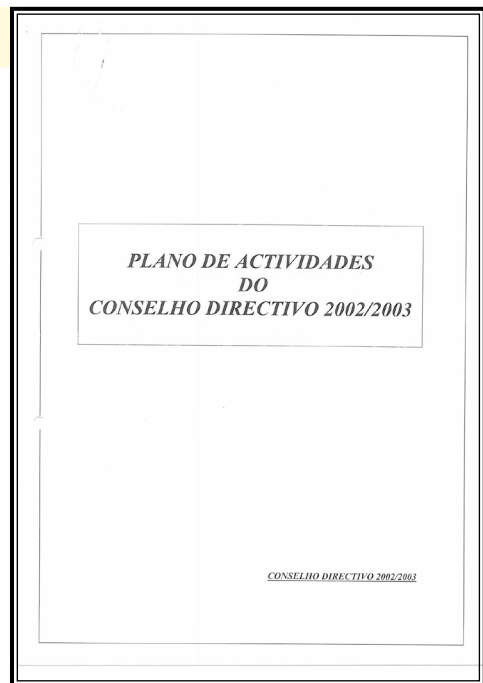 PLANO DE ACTIVIDADES
DO
CONSELHO DIRECTIVO 2002/2003
CONSELHO DIRECTIVO 2002/2003